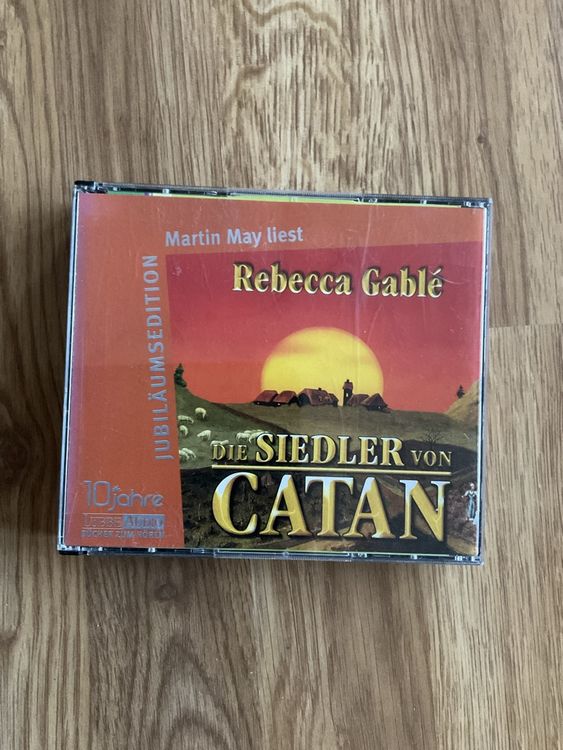 Martin May liest
Rebecca Gablé
JUBILÄUMSEDITION
DIE SIEDLER VON
CATAN
10 jahre
LÜBBE AUDIO
BÜCHER ZUM HÖREN